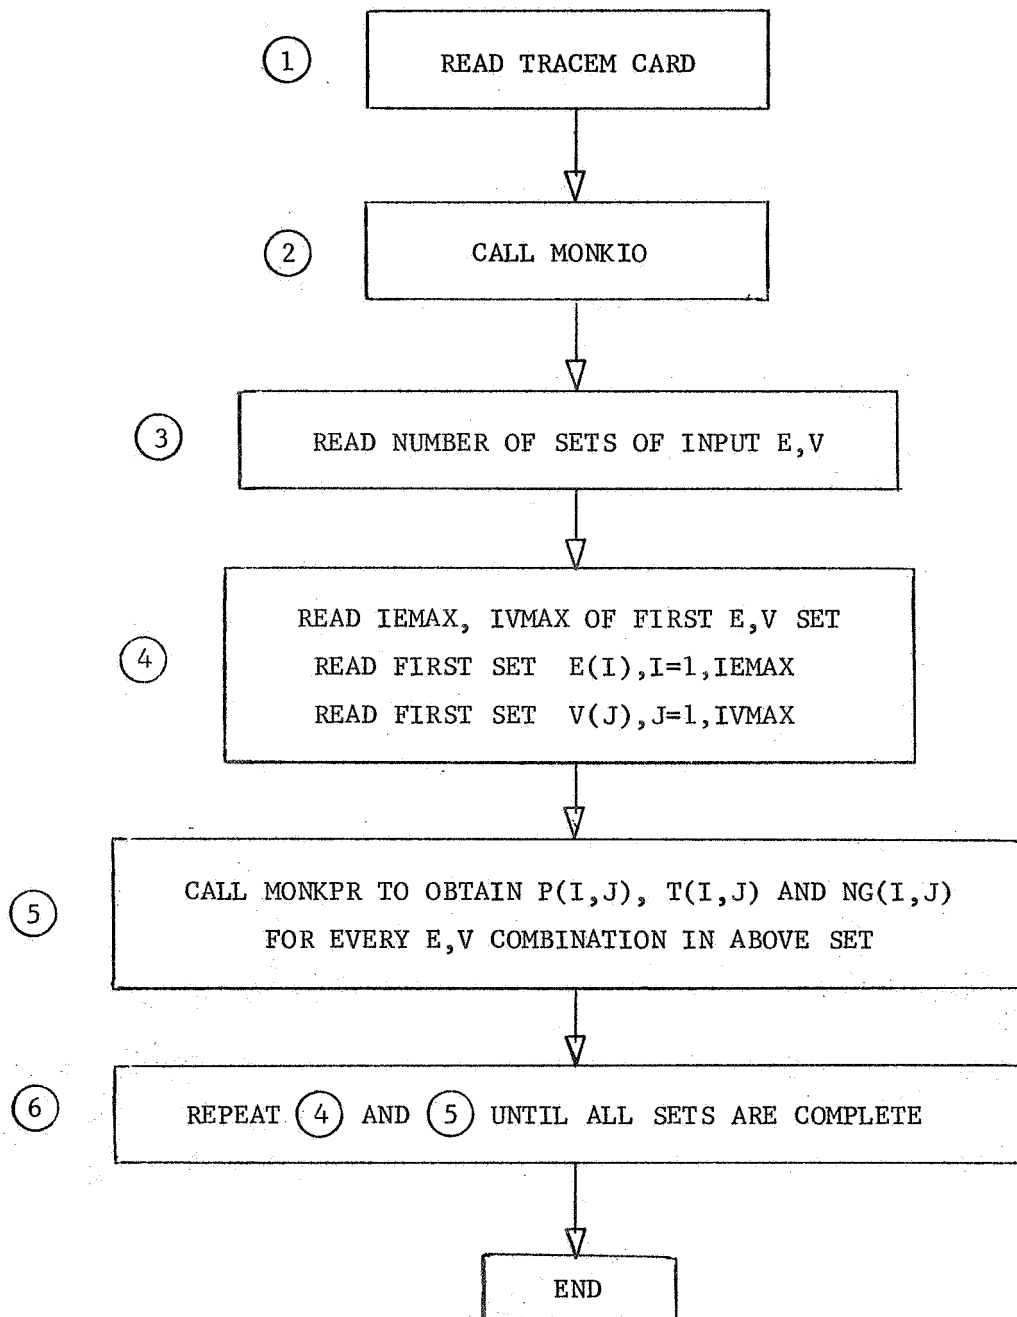 1 READ TRACEM CARD
2 CALL MONKIO
3 READ NUMBER OF SETS OF INPUT E,V
READ IEMAX, IVMAX OF FIRST E,V SET
4 READ FIRST SET E(I),I=1,IEMAX
READ FIRST SET V(J),J=1,IVMAX
CALL MONKPR TO OBTAIN P(I,J), T(I,J) AND NG(I,J)
5
FOR EVERY E,V COMBINATION IN ABOVE SET
6 REPEAT 4 AND 5 UNTIL ALL SETS ARE COMPLETE
END